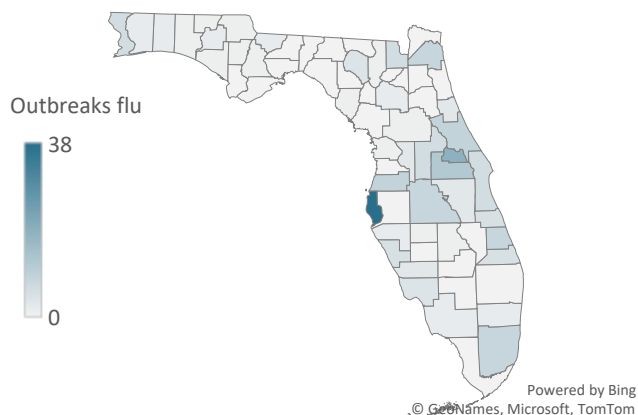 Outbreaks flu
38
0
Powered by Bing
© GeoNames, Microsoft, TomTom